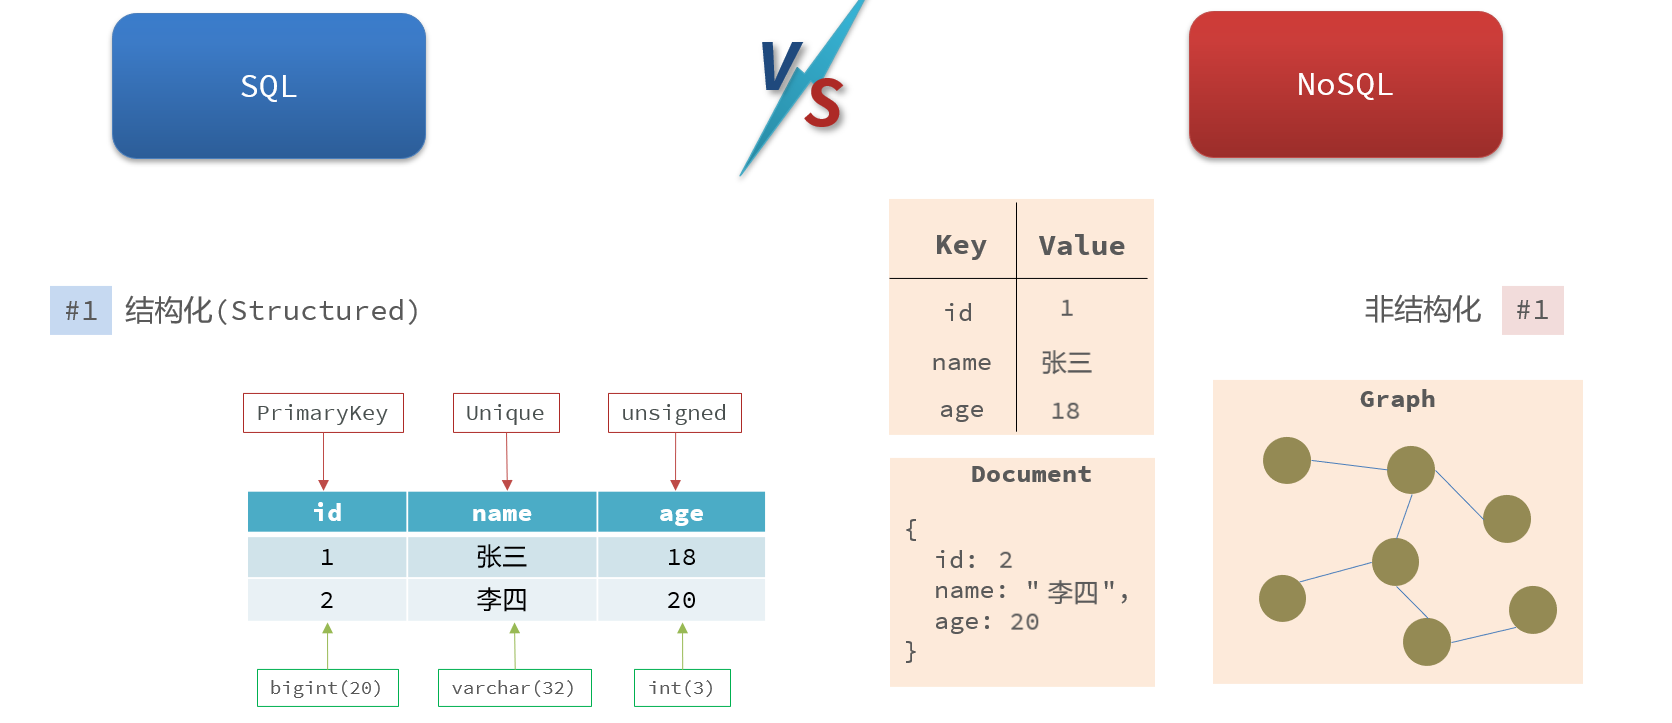 SQL
VS
NoSQL
#1 结构化(Structured)
PrimaryKey Unique unsigned
id name age
1 张三 18
2 李四 20
bigint(20) varchar(32) int(3)
Key Value
id 1
name 张三
age 18
Document
{
id: 2
name: "李四",
age: 20
}
非结构化 #1
Graph